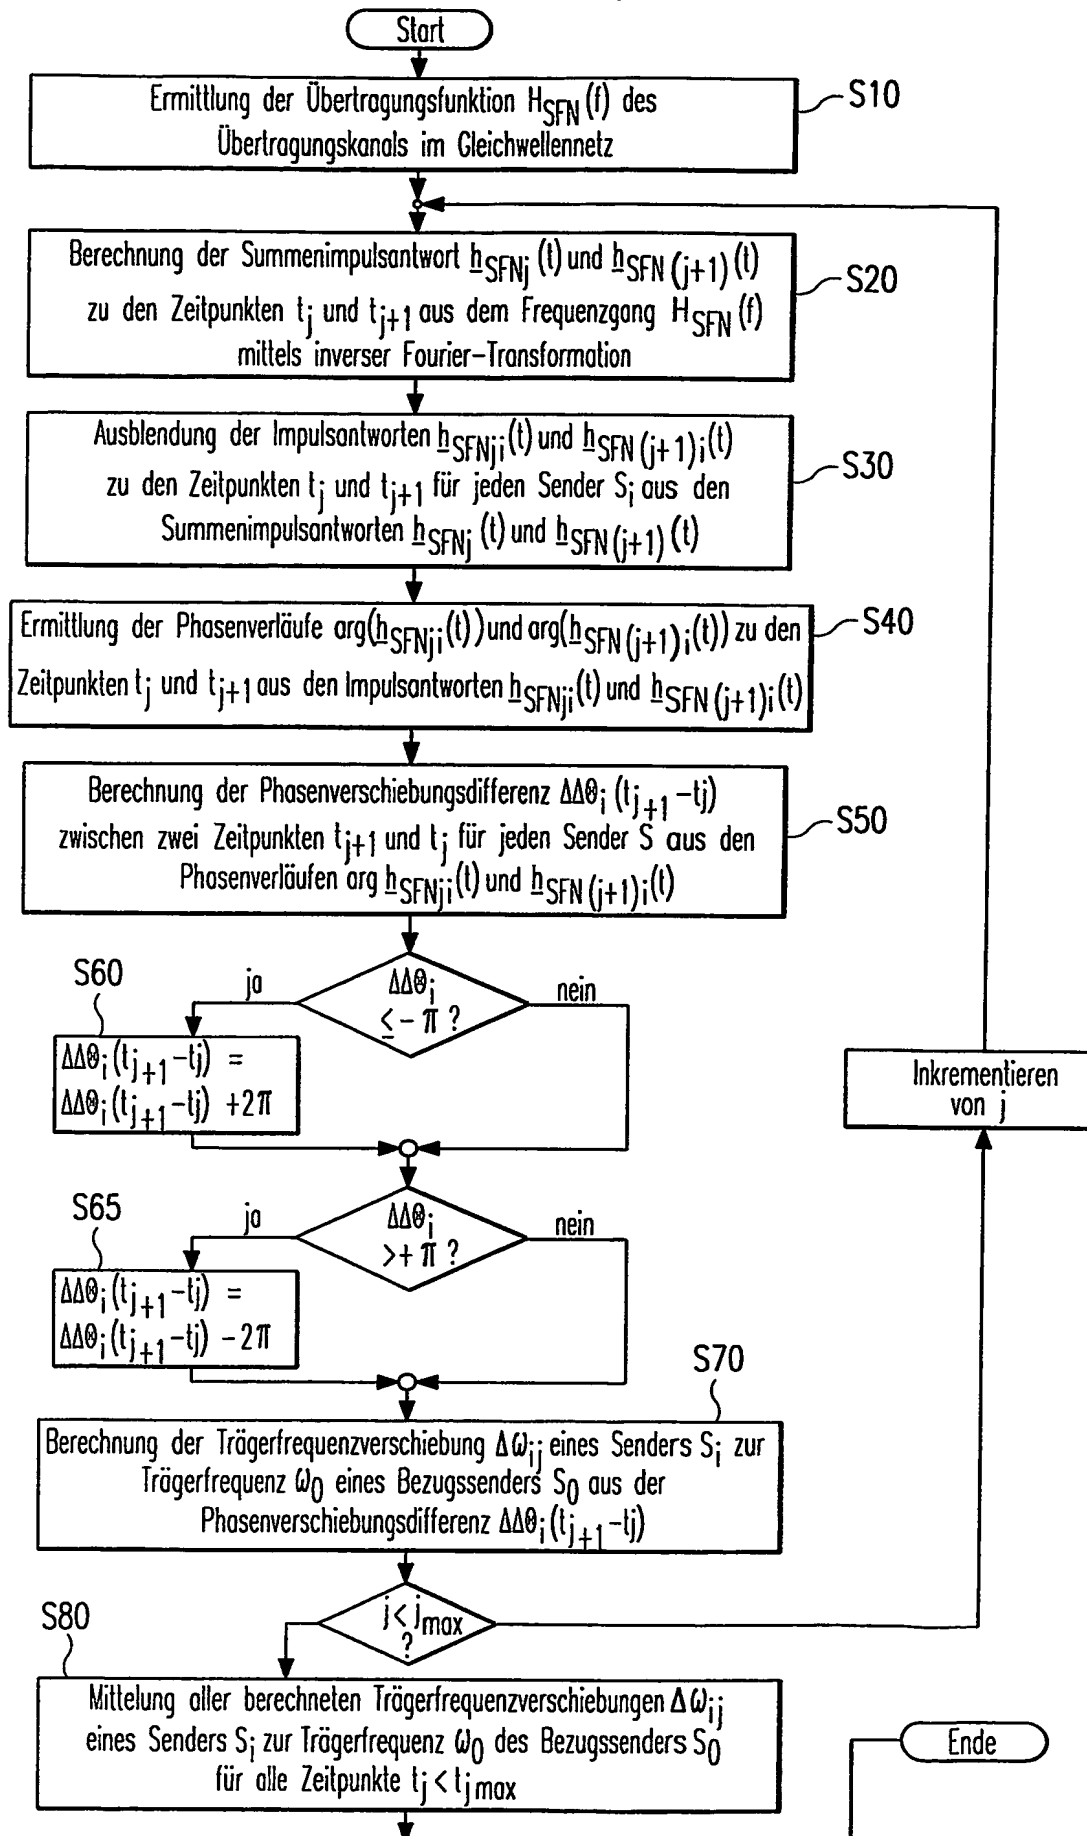 Start
Ermittlung der Übertragungsfunktion H_SFN (f) des
Übertragungskanals im Gleichwellennetz
S10
Berechnung der Summenimpulsantwort h_SFNj (t) und h_SFN (j+1) (t)
zu den Zeitpunkten t_j und t_j+1 aus dem Frequenzgang H_SFN (f)
mittels inverser Fourier-Transformation
S20
Ausblendung der Impulsantworten h_SFNji (t) und h_SFN (j+1)i (t)
zu den Zeitpunkten t_j und t_j+1 für jeden Sender S_i aus den
Summenimpulsantworten h_SFNj (t) und h_SFN (j+1) (t)
S30
Ermittlung der Phasenverläufe arg(h_SFNji (t)) und arg(h_SFN (j+1)i (t)) zu den
Zeitpunkten t_j und t_j+1 aus den Impulsantworten h_SFNji (t) und h_SFN (j+1)i (t)
S40
Berechnung der Phasenverschiebungsdifferenz ΔΔΘ_i (t_j+1 -t_j)
zwischen zwei Zeitpunkten t_j+1 und t_j für jeden Sender S aus den
Phasenverläufen arg h_SFNji (t) und h_SFN (j+1)i (t)
S50
ΔΔΘ_i
≤ - π ?
ja
nein
S60
ΔΔΘ_i (t_j+1 -t_j) =
ΔΔΘ_i (t_j+1 -t_j) +2π
Inkrementieren
von j
ΔΔΘ_i
>+ π ?
ja
nein
S65
ΔΔΘ_i (t_j+1 -t_j) =
ΔΔΘ_i (t_j+1 -t_j) -2π
S70
Berechnung der Trägerfrequenzverschiebung Δω_ij eines Senders S_i zur
Trägerfrequenz ω_0 eines Bezugssenders S_0 aus der
Phasenverschiebungsdifferenz ΔΔΘ_i (t_j+1 -t_j)
j < j_max
?
S80
Mittelung aller berechneten Trägerfrequenzverschiebungen Δω_ij
eines Senders S_i zur Trägerfrequenz ω_0 des Bezugssenders S_0
für alle Zeitpunkte t_j < t_jmax
Ende